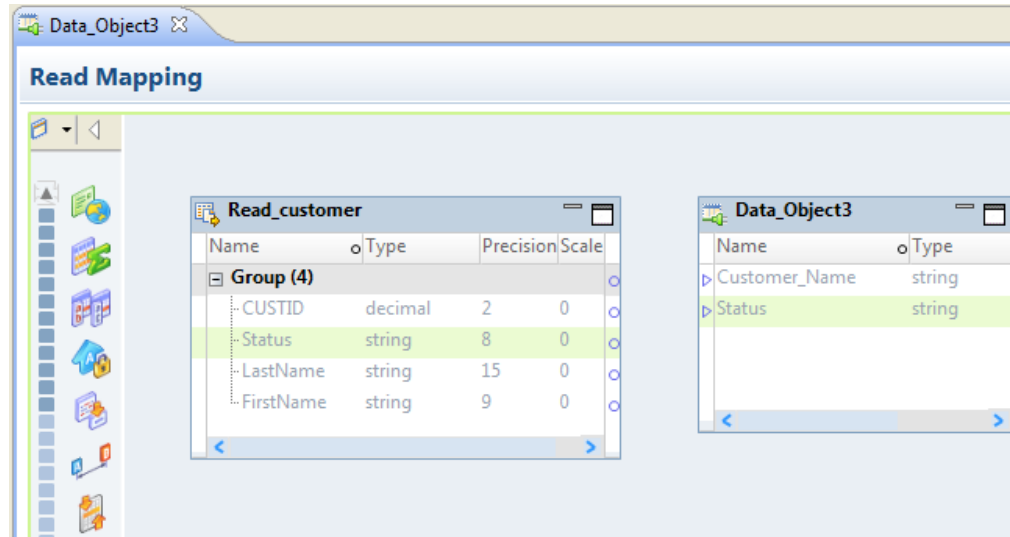 Data_Object3
Read Mapping
Read_customer
Name Type Precision Scale
Group (4)
CUSTID decimal 2 0
Status string 8 0
LastName string 15 0
FirstName string 9 0
Data_Object3
Name Type
Customer_Name string
Status string